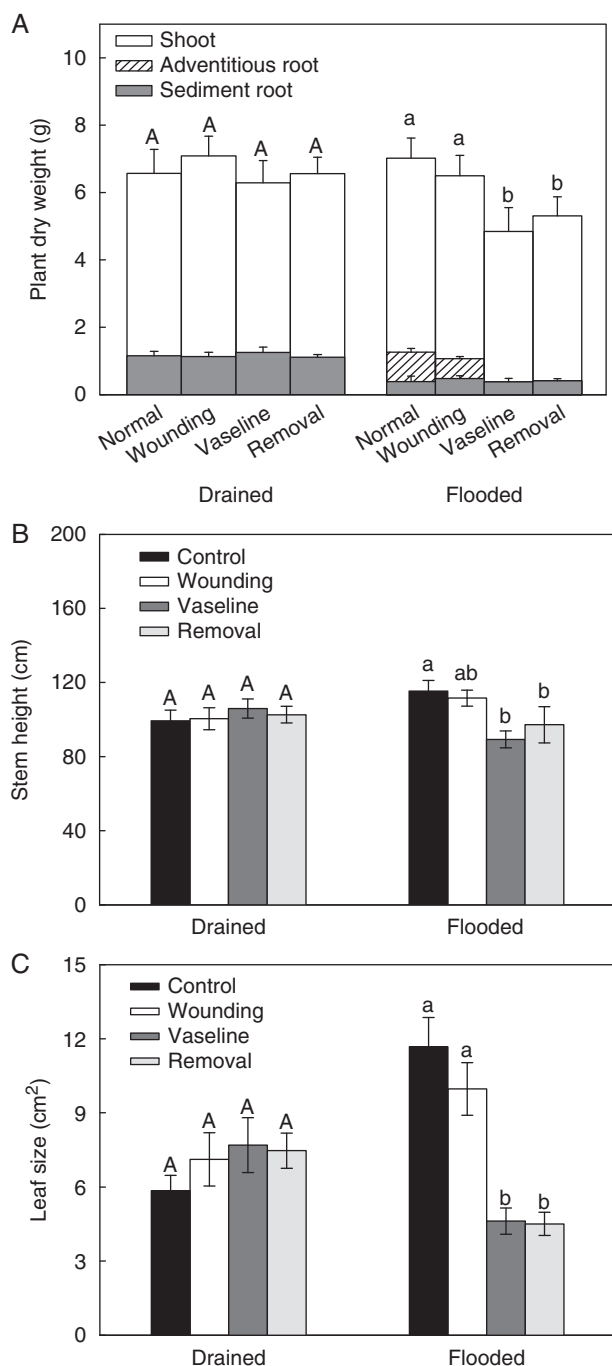 A
Shoot
Adventitious root
Sediment root
Plant dry weight (g)
10
8
6
4
2
0
A A A A a a b b
Normal Wounding Vaseline Removal Normal Wounding Vaseline Removal
Drained Flooded
B
Control
Wounding
Vaseline
Removal
Stem height (cm)
200
160
120
80
40
0
A A A A a ab b b
Drained Flooded
C
Control
Wounding
Vaseline
Removal
Leaf size (cm²)
15
12
9
6
3
0
A A A A a a b b
Drained Flooded